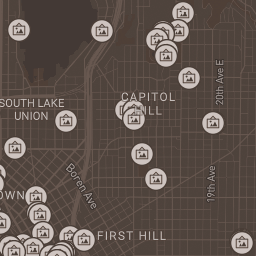 CAPITOL
HILL
20th Ave E
SOUTH LAKE
UNION
Boren Ave
19th Ave
OWN
FIRST HILL